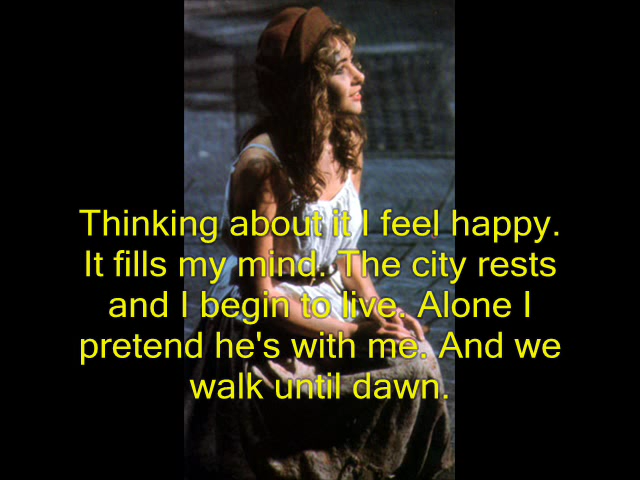 Thinking about it I feel happy.
It fills my mind. The city rests
and I begin to live. Alone I
pretend he's with me. And we
walk until dawn.